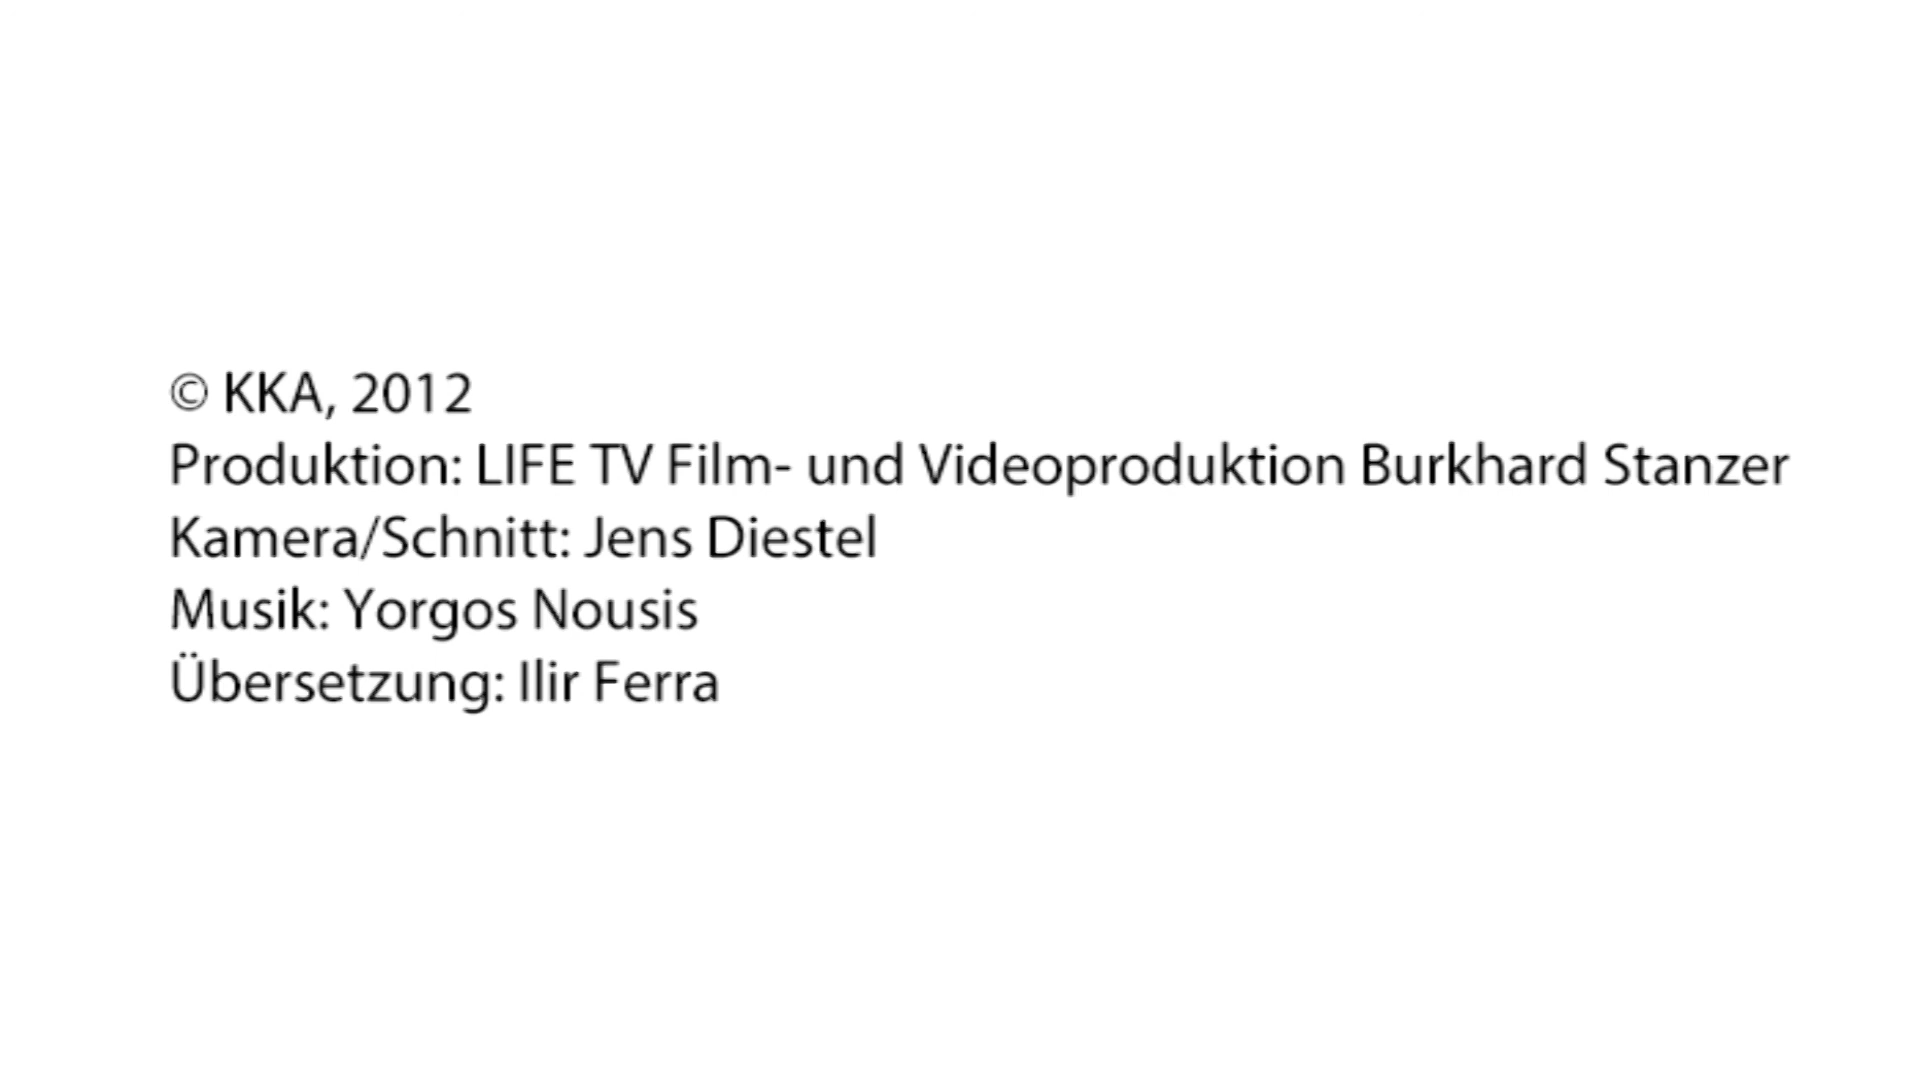 © KKA, 2012
Produktion: LIFE TV Film- und Videoproduktion Burkhard Stanzer
Kamera/Schnitt: Jens Diestel
Musik: Yorgos Nousis
Übersetzung: Ilir Ferra